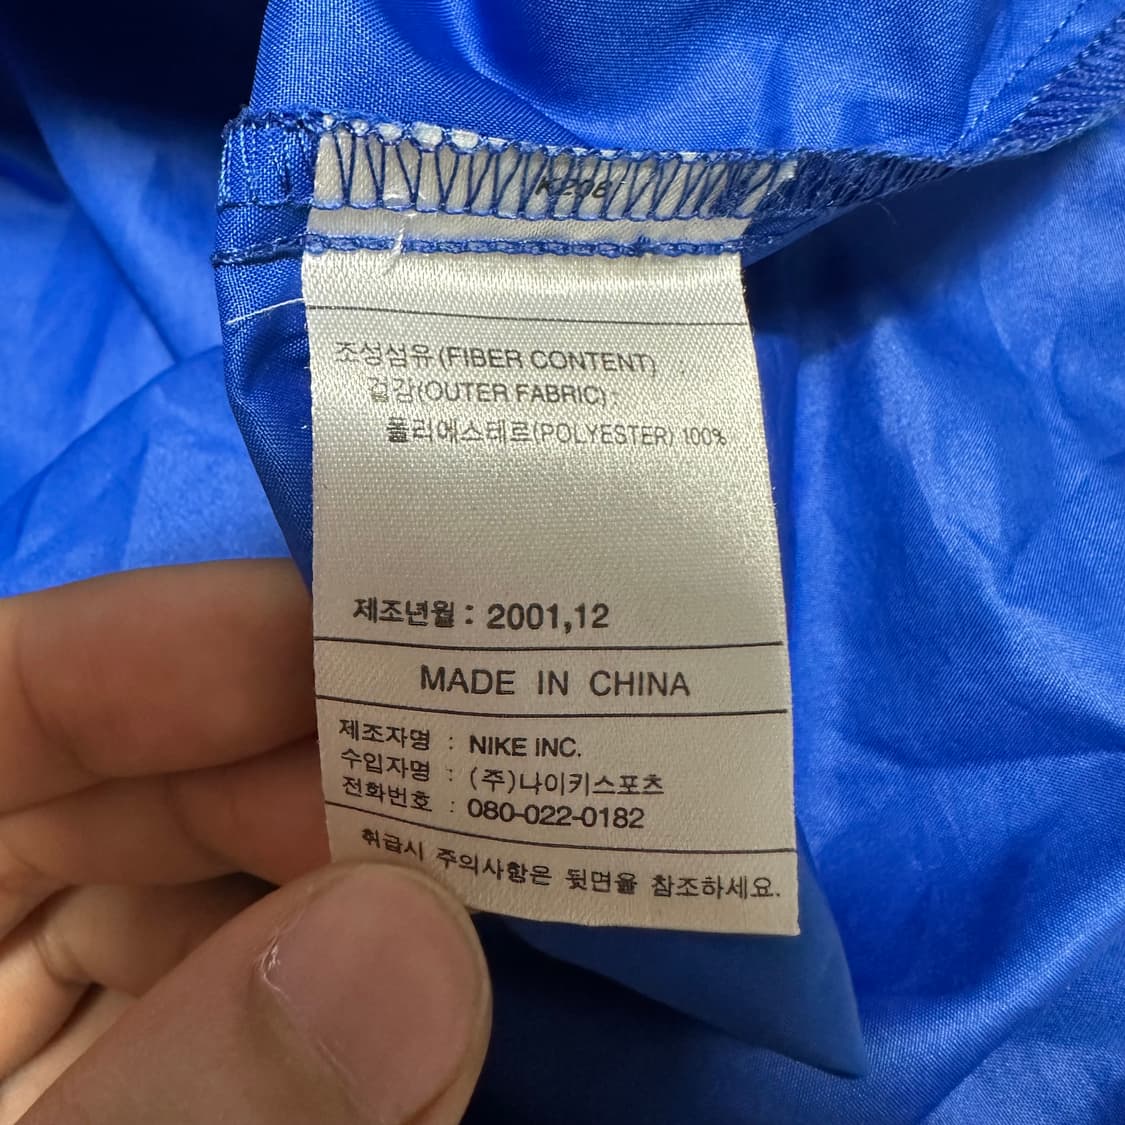 K296
조성섬유(FIBER CONTENT) :
겉감(OUTER FABRIC):
폴리에스테르(POLYESTER) 100%
제조년월 : 2001,12
MADE IN CHINA
제조자명 : NIKE INC.
수입자명 : (주)나이키스포츠
전화번호 : 080-022-0182
취급시 주의사항은 뒷면을 참조하세요.